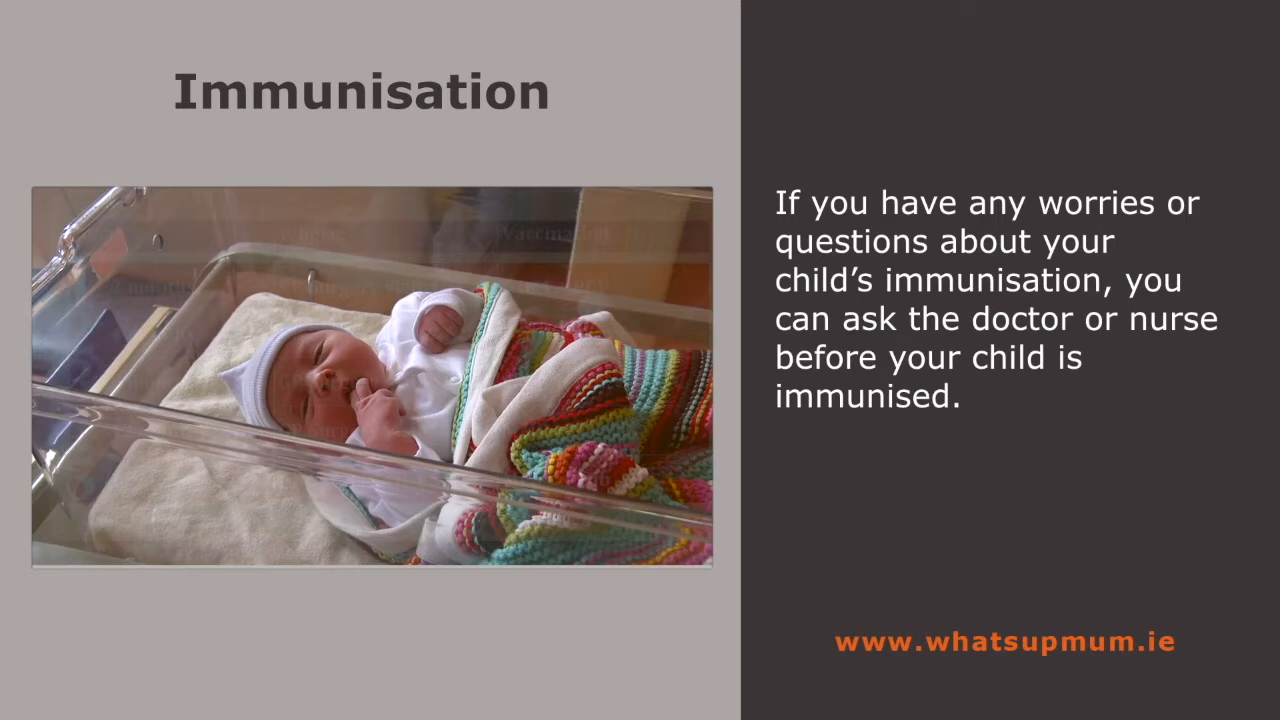 Immunisation
If you have any worries or
questions about your
child’s immunisation, you
can ask the doctor or nurse
before your child is
immunised.
www.whatsupmum.ie